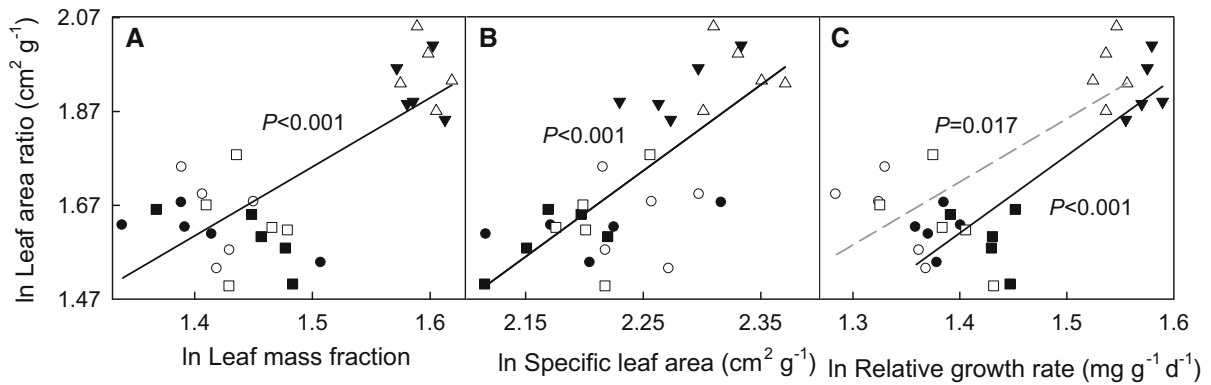 ln Leaf area ratio (cm² g⁻¹)
2.07
1.87
1.67
1.47
A
P<0.001
1.4
1.5
1.6
ln Leaf mass fraction
B
P<0.001
2.15
2.25
2.35
ln Specific leaf area (cm² g⁻¹)
C
P=0.017
P<0.001
1.3
1.4
1.5
1.6
ln Relative growth rate (mg g⁻¹ d⁻¹)